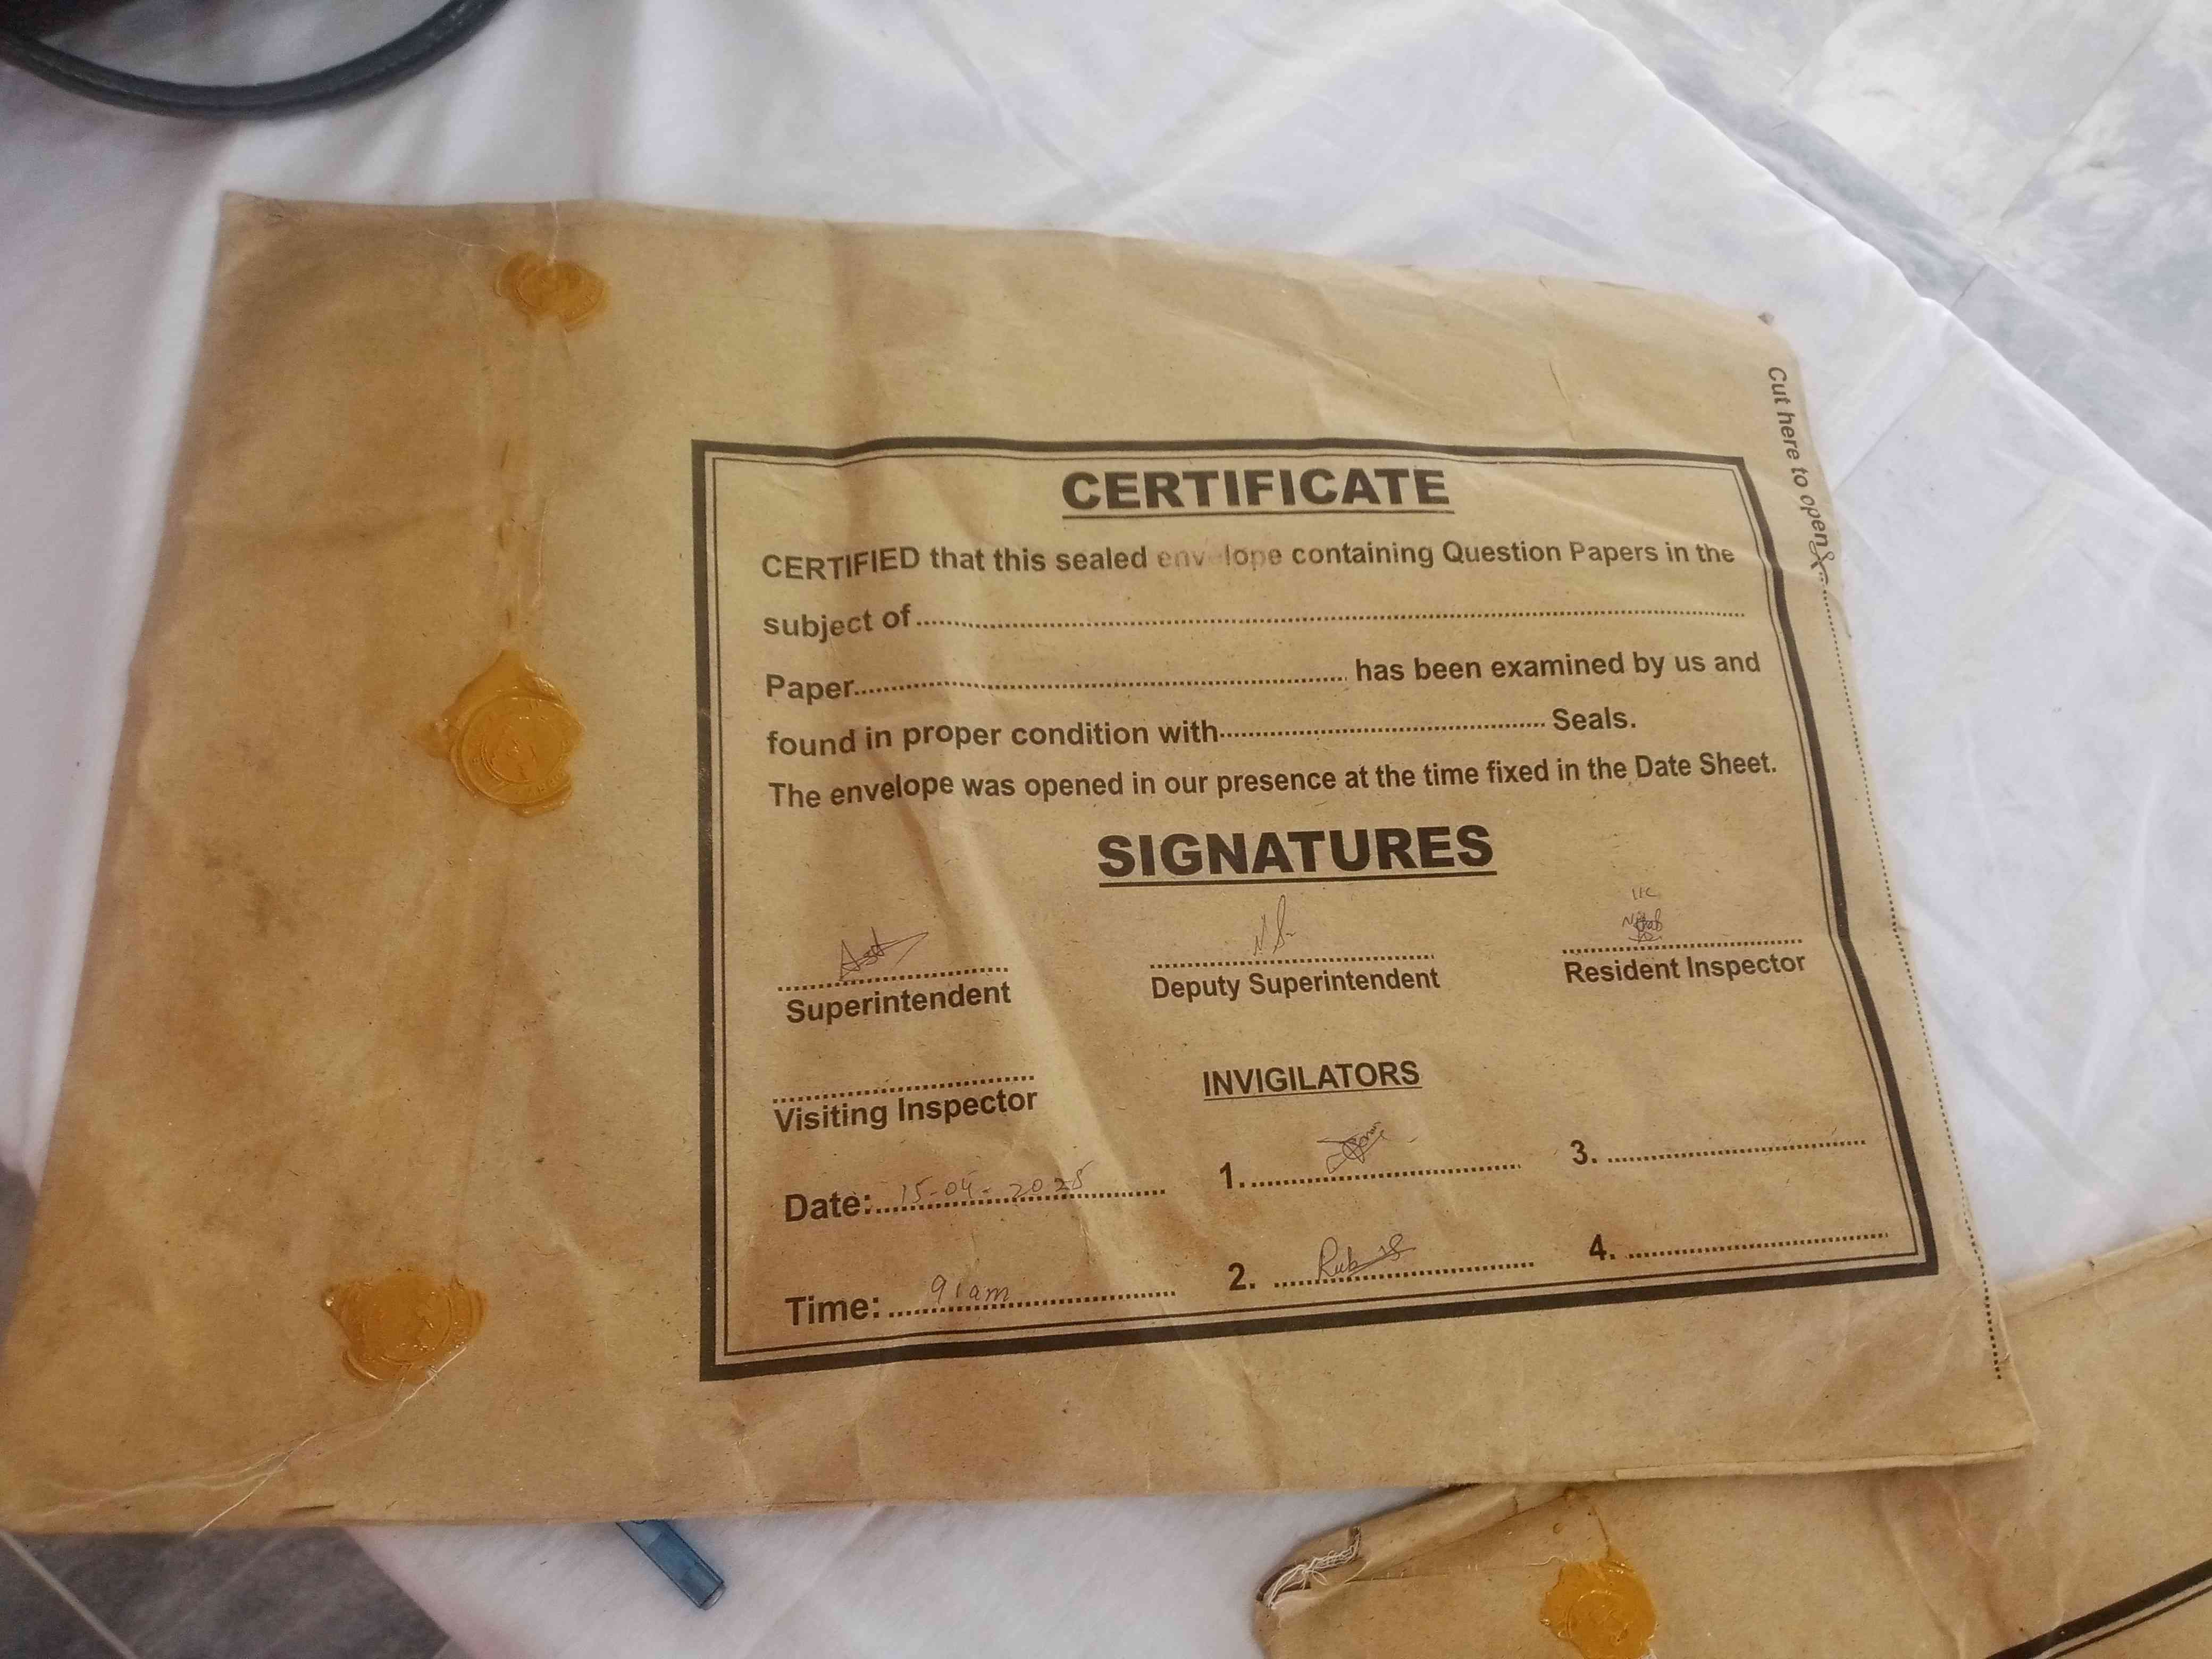 Cut here to open
CERTIFICATE
CERTIFIED that this sealed envelope containing Question Papers in the
subject of
Paper has been examined by us and
found in proper condition with Seals.
The envelope was opened in our presence at the time fixed in the Date Sheet.
SIGNATURES
Superintendent Deputy Superintendent Resident Inspector
Visiting Inspector INVIGILATORS
Date: 15-04-2025 1. 3.
Time: 9 am 2. 4.